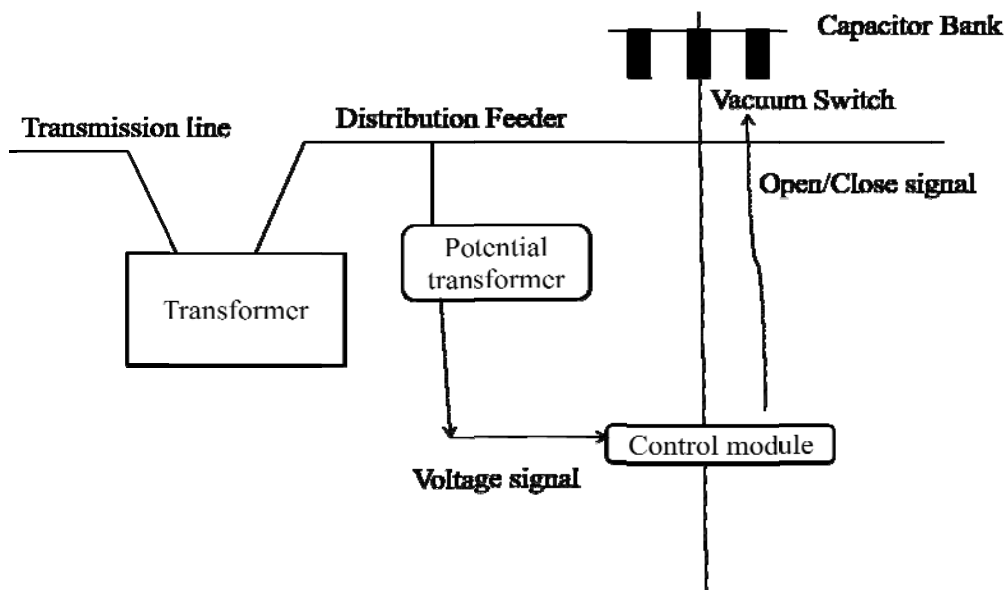 Capacitor Bank
Vacuum Switch
Transmission line
Distribution Feeder
Open/Close signal
Potential
transformer
Transformer
Control module
Voltage signal